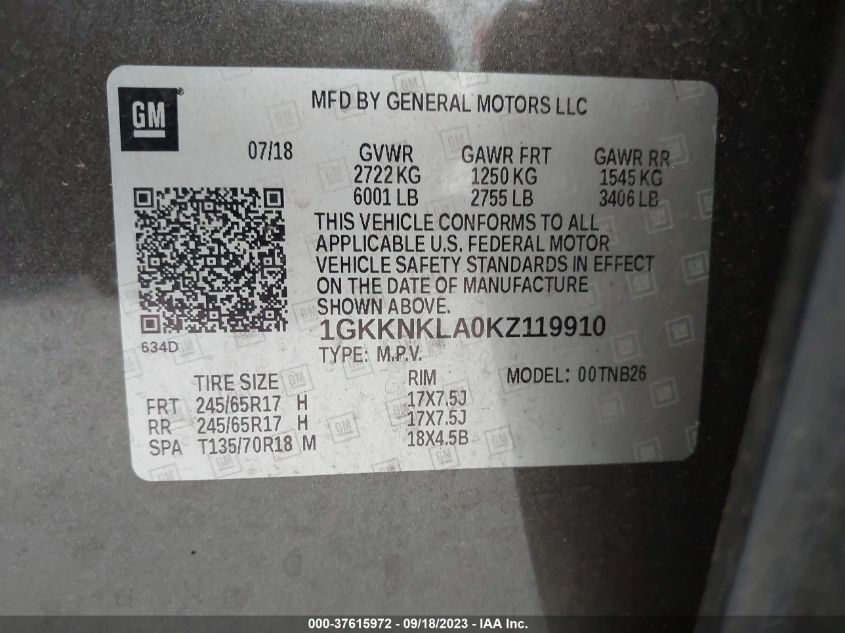 GM
MFD BY GENERAL MOTORS LLC
07/18 GVWR GAWR FRT GAWR RR
2722 KG 1250 KG 1545 KG
6001 LB 2755 LB 3406 LB
THIS VEHICLE CONFORMS TO ALL
APPLICABLE U.S. FEDERAL MOTOR
VEHICLE SAFETY STANDARDS IN EFFECT
ON THE DATE OF MANUFACTURE
SHOWN ABOVE.
1GKKNKLA0KZ119910
634D
TYPE: M.P.V.
TIRE SIZE RIM MODEL: 00TNB26
FRT 245/65R17 H 17X7.5J
RR 245/65R17 H 17X7.5J
SPA T135/70R18 M 18X4.5B
000-37615972 - 09/18/2023 - IAA Inc.